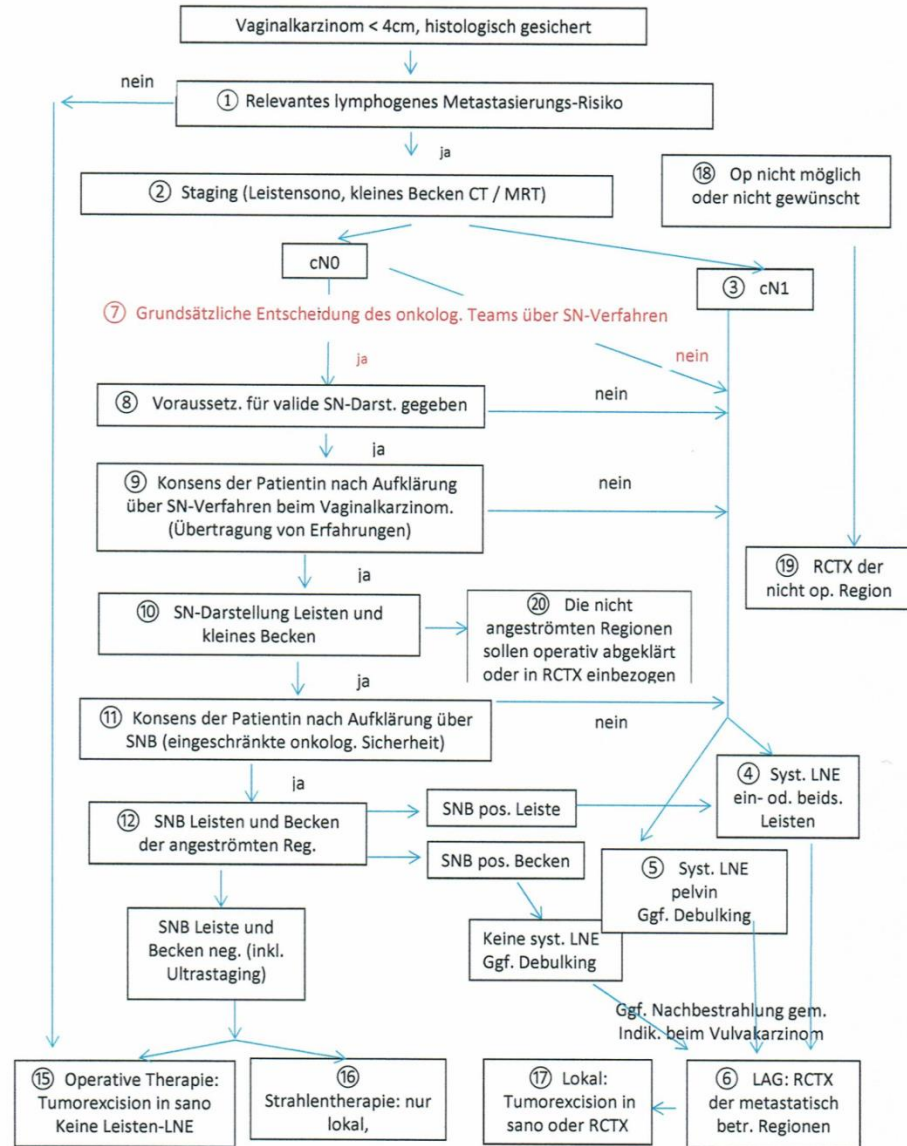 Vaginalkarzinom < 4cm, histologisch gesichert
nein
① Relevantes lymphogenes Metastasierungs-Risiko
ja
② Staging (Leistensono, kleines Becken CT / MRT)
⑱ Op nicht möglich
oder nicht gewünscht
cN0
③ cN1
⑦ Grundsätzliche Entscheidung des onkolog. Teams über SN-Verfahren
ja
nein
⑧ Voraussetz. für valide SN-Darst. gegeben
nein
ja
⑨ Konsens der Patientin nach Aufklärung
über SN-Verfahren beim Vaginalkarzinom.
(Übertragung von Erfahrungen)
nein
ja
⑲ RCTX der
nicht op. Region
⑩ SN-Darstellung Leisten und
kleines Becken
⑳ Die nicht
angeströmten Regionen
sollen operativ abgeklärt
oder in RCTX einbezogen
ja
⑪ Konsens der Patientin nach Aufklärung über
SNB (eingeschränkte onkolog. Sicherheit)
nein
ja
④ Syst. LNE
ein- od. beids.
Leisten
⑫ SNB Leisten und Becken
der angeströmten Reg.
SNB pos. Leiste
SNB pos. Becken
⑤ Syst. LNE
pelvin
Ggf. Debulking
SNB Leiste und
Becken neg. (inkl.
Ultrastaging)
Keine syst. LNE
Ggf. Debulking
Ggf. Nachbestrahlung gem.
Indik. beim Vulvakarzinom
⑮ Operative Therapie:
Tumorexcision in sano
Keine Leisten-LNE
⑯
Strahlentherapie: nur
lokal,
⑰ Lokal:
Tumorexcision in
sano oder RCTX
⑥ LAG: RCTX
der metastatisch
betr. Regionen